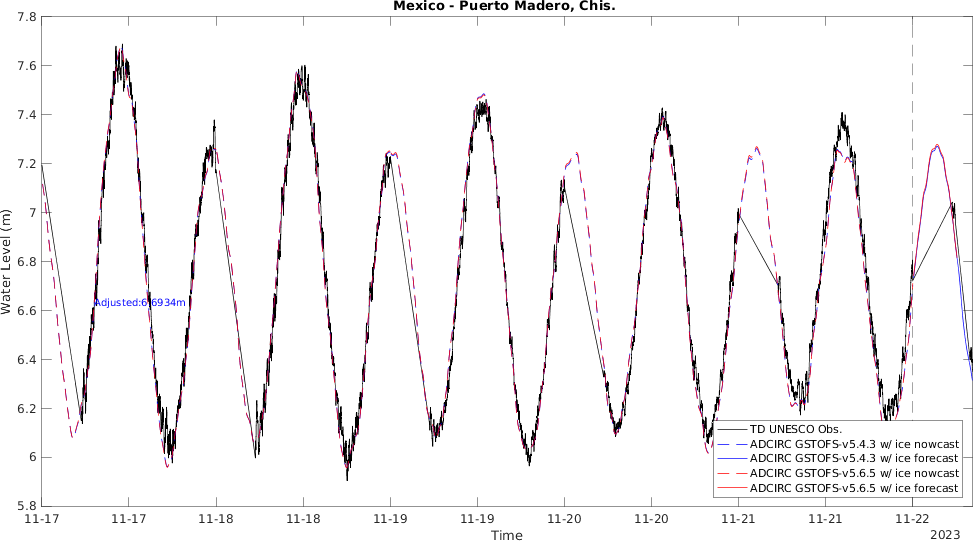 Mexico - Puerto Madero, Chis.
7.8
7.6
7.4
7.2
7
6.8
6.6
6.4
6.2
6
5.8
Water Level (m)
Adjusted:6.6934m
TD UNESCO Obs.
ADCIRC GSTOFS-v5.4.3 w/ ice nowcast
ADCIRC GSTOFS-v5.4.3 w/ ice forecast
ADCIRC GSTOFS-v5.6.5 w/ ice nowcast
ADCIRC GSTOFS-v5.6.5 w/ ice forecast
11-17 11-17 11-18 11-18 11-19 11-19 11-20 11-20 11-21 11-21 11-22
Time
2023